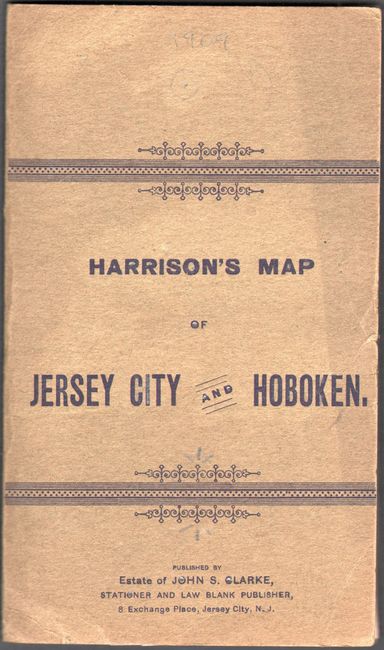 HARRISON'S MAP
OF
JERSEY CITY AND HOBOKEN.
PUBLISHED BY
Estate of JOHN S. CLARKE,
STATIONER AND LAW BLANK PUBLISHER,
8 Exchange Place, Jersey City, N. J.